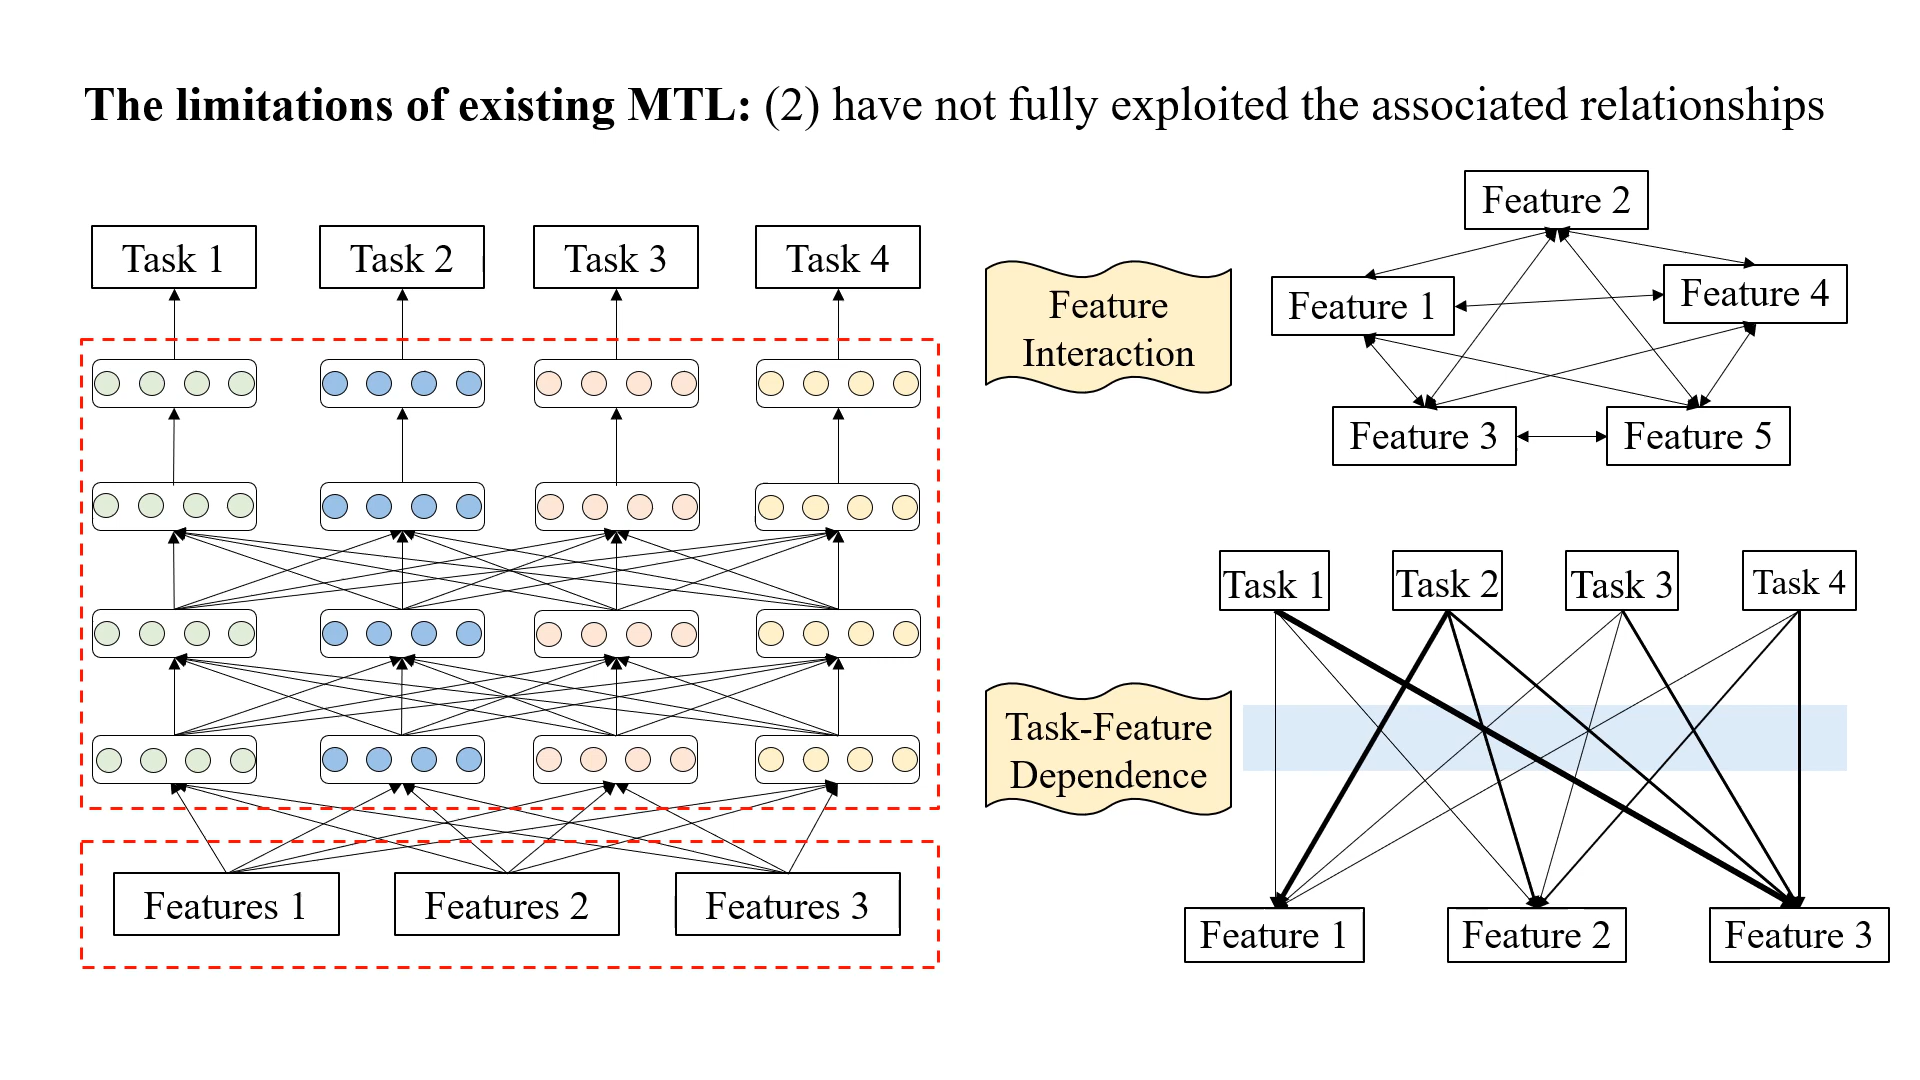 The limitations of existing MTL: (2) have not fully exploited the associated relationships
Task 1
Task 2
Task 3
Task 4
Features 1
Features 2
Features 3
Feature
Interaction
Feature 2
Feature 1
Feature 4
Feature 3
Feature 5
Task-Feature
Dependence
Task 1
Task 2
Task 3
Task 4
Feature 1
Feature 2
Feature 3